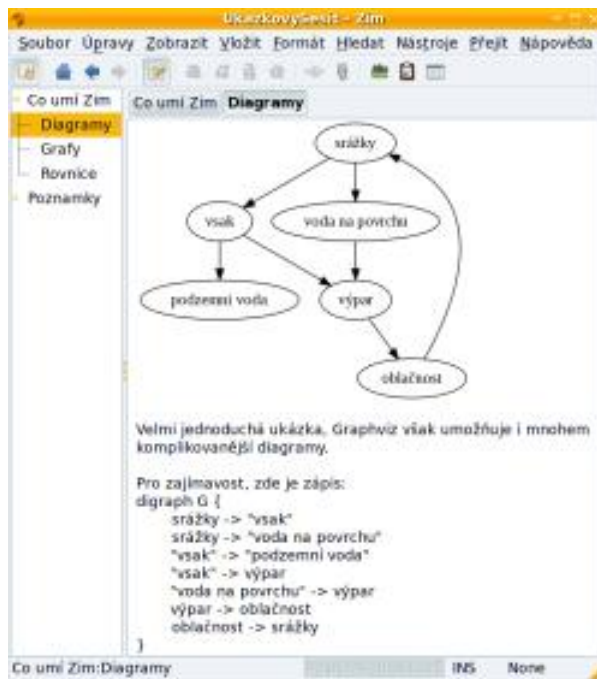 UkazkovySesit - Zim
Soubor Úpravy Zobrazit Vložit Formát Hledat Nástroje Přejít Nápověda
Co umí Zim
Diagramy
Grafy
Rovnice
Poznamky
Co umí Zim Diagramy
srážky
vsak
voda na povrchu
podzemní voda
výpar
oblačnost
Velmi jednoduchá ukázka, Graphviz však umožňuje i mnohem
komplikovanější diagramy.
Pro zajímavost, zde je zápis:
digraph G {
srážky -> "vsak"
srážky -> "voda na povrchu"
"vsak" -> "podzemní voda"
"vsak" -> výpar
"voda na povrchu" -> výpar
výpar -> oblačnost
oblačnost -> srážky
}
Co umí Zim:Diagramy INS None